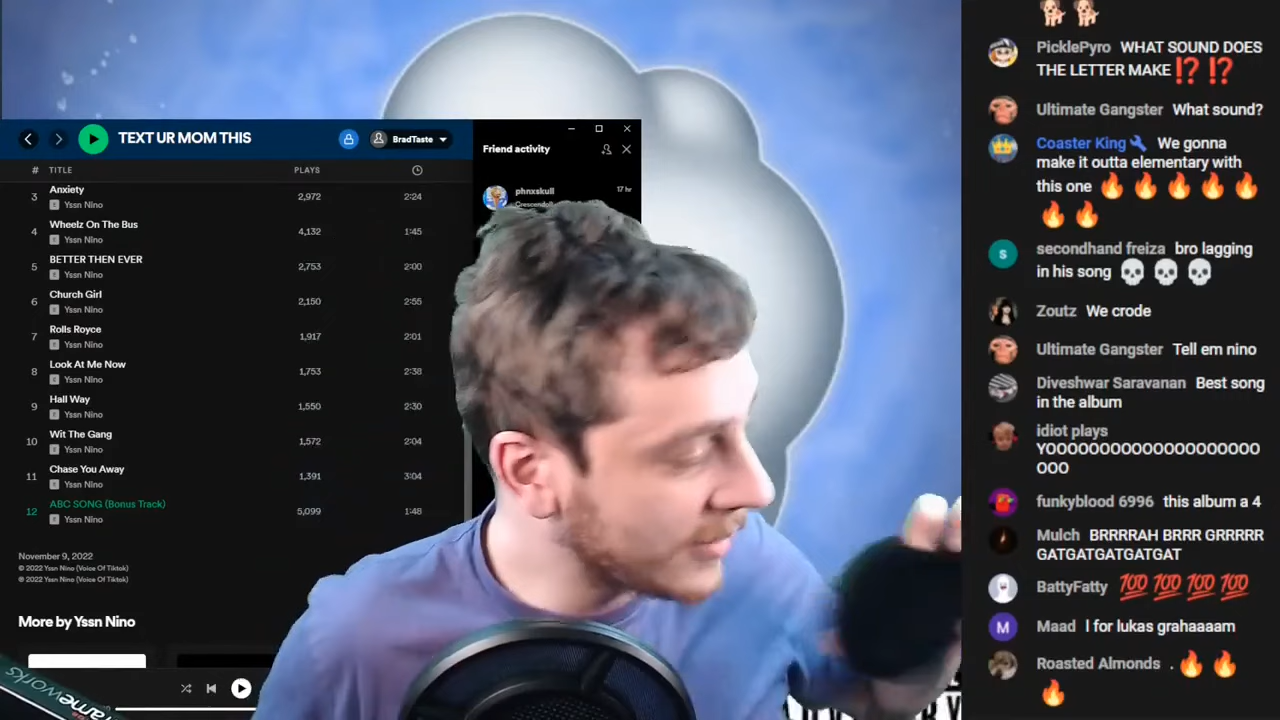 TEXT UR MOM THIS
BradTaste
Friend activity
# TITLE PLAYS
phnxskull 17 hr
3 Anxiety 2,972 2:24
E Yssn Nino
4 Wheelz On The Bus 4,132 1:45
E Yssn Nino
5 BETTER THEN EVER 2,753 2:00
E Yssn Nino
6 Church Girl 2,150 2:55
E Yssn Nino
7 Rolls Royce 1,917 2:01
E Yssn Nino
8 Look At Me Now 1,753 2:38
E Yssn Nino
9 Hall Way 1,550 2:30
E Yssn Nino
10 Wit The Gang 1,572 2:04
E Yssn Nino
11 Chase You Away 1,391 3:04
E Yssn Nino
12 ABC SONG (Bonus Track) 5,099 1:48
E Yssn Nino
November 9, 2022
© 2022 Yssn Nino (Voice Of Tiktok)
℗ 2022 Yssn Nino (Voice Of Tiktok)
More by Yssn Nino
🐕 🐕
PicklePyro WHAT SOUND DOES
THE LETTER MAKE ⁉️ ⁉️
Ultimate Gangster What sound?
Coaster King🔧 We gonna
make it outta elementary with
this one 🔥 🔥 🔥 🔥 🔥
🔥 🔥
S secondhand freiza bro lagging
in his song 💀 💀 💀
Zoutz We crode
Ultimate Gangster Tell em nino
Diveshwar Saravanan Best song
in the album
idiot plays
YOOOOOOOOOOOOOOOOOOO
OOO
funkyblood 6996 this album a 4
Mulch BRRRRAH BRRR GRRRRR
GATGATGATGATGAT
BattyFatty 💯 💯 💯 💯
M Maad I for lukas grahaaaam
Roasted Almonds . 🔥 🔥
🔥